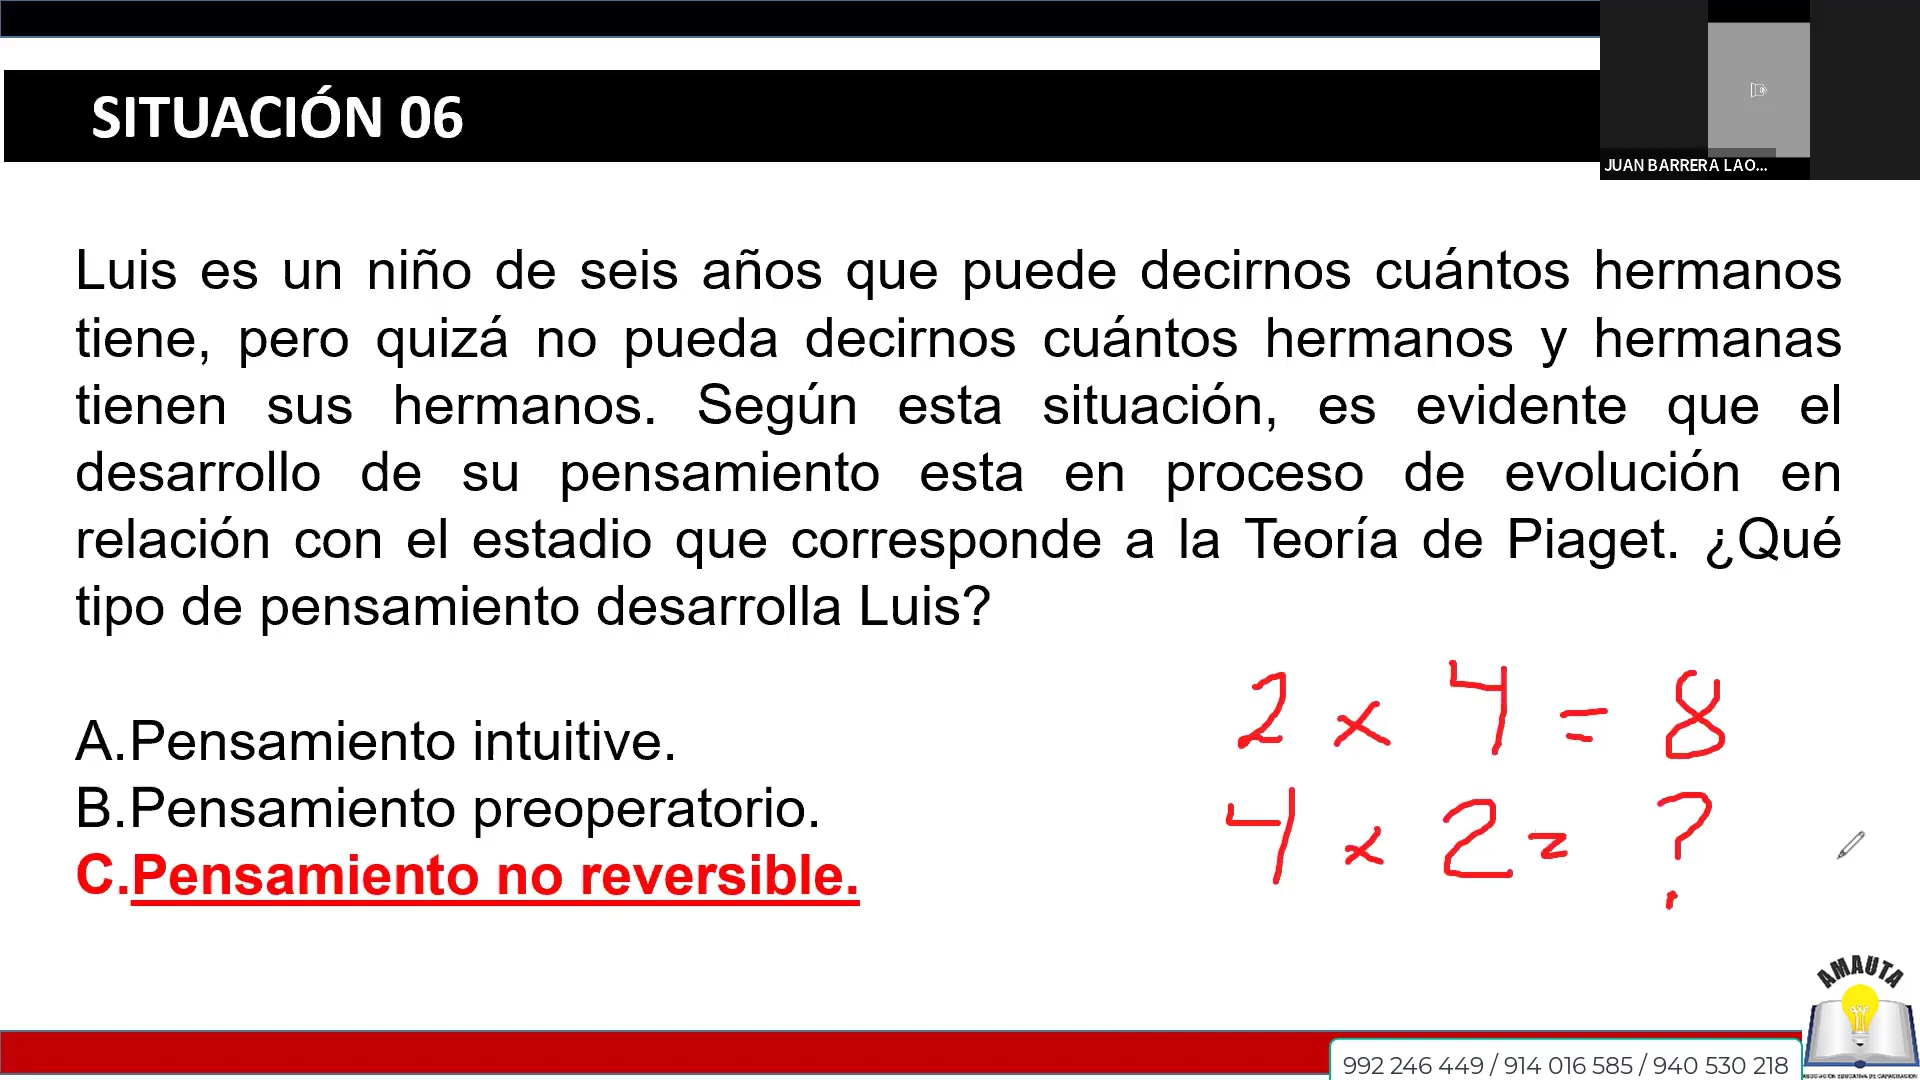 SITUACIÓN 06
JUAN BARRERA LAO...
Luis es un niño de seis años que puede decirnos cuántos hermanos
tiene, pero quizá no pueda decirnos cuántos hermanos y hermanas
tienen sus hermanos. Según esta situación, es evidente que el
desarrollo de su pensamiento esta en proceso de evolución en
relación con el estadio que corresponde a la Teoría de Piaget. ¿Qué
tipo de pensamiento desarrolla Luis?
A.Pensamiento intuitive.
B.Pensamiento preoperatorio.
C.Pensamiento no reversible.
2 x 4 = 8
4 x 2 = ?
AMAUTA
ASOCIACIÓN EDUCATIVA DE CAPACITACIÓN
992 246 449 / 914 016 585 / 940 530 218